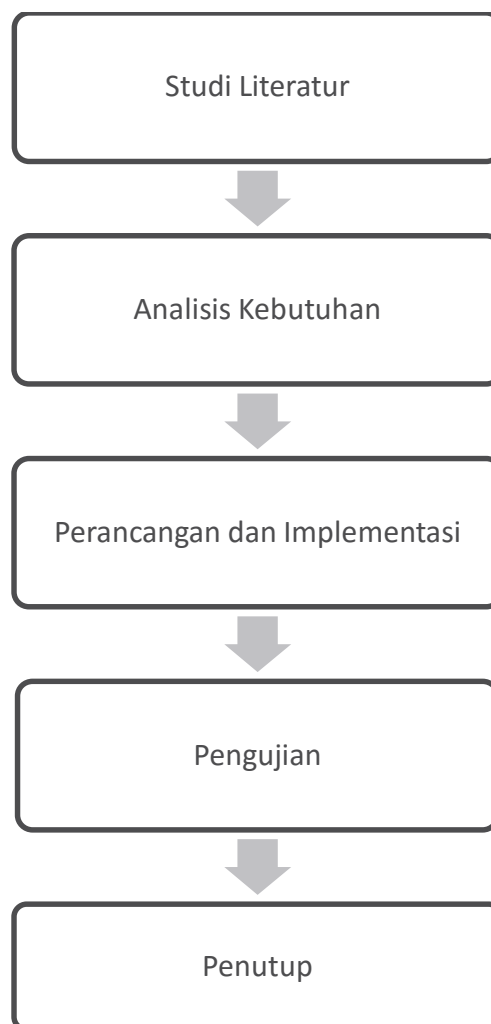 Studi Literatur
Analisis Kebutuhan
Perancangan dan Implementasi
Pengujian
Penutup